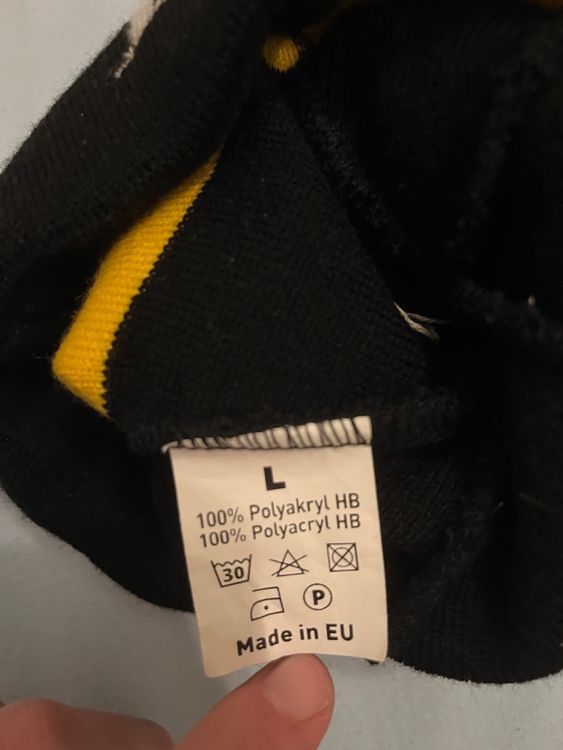 L
100% Polyakryl HB
100% Polyacryl HB
30
P
Made in EU